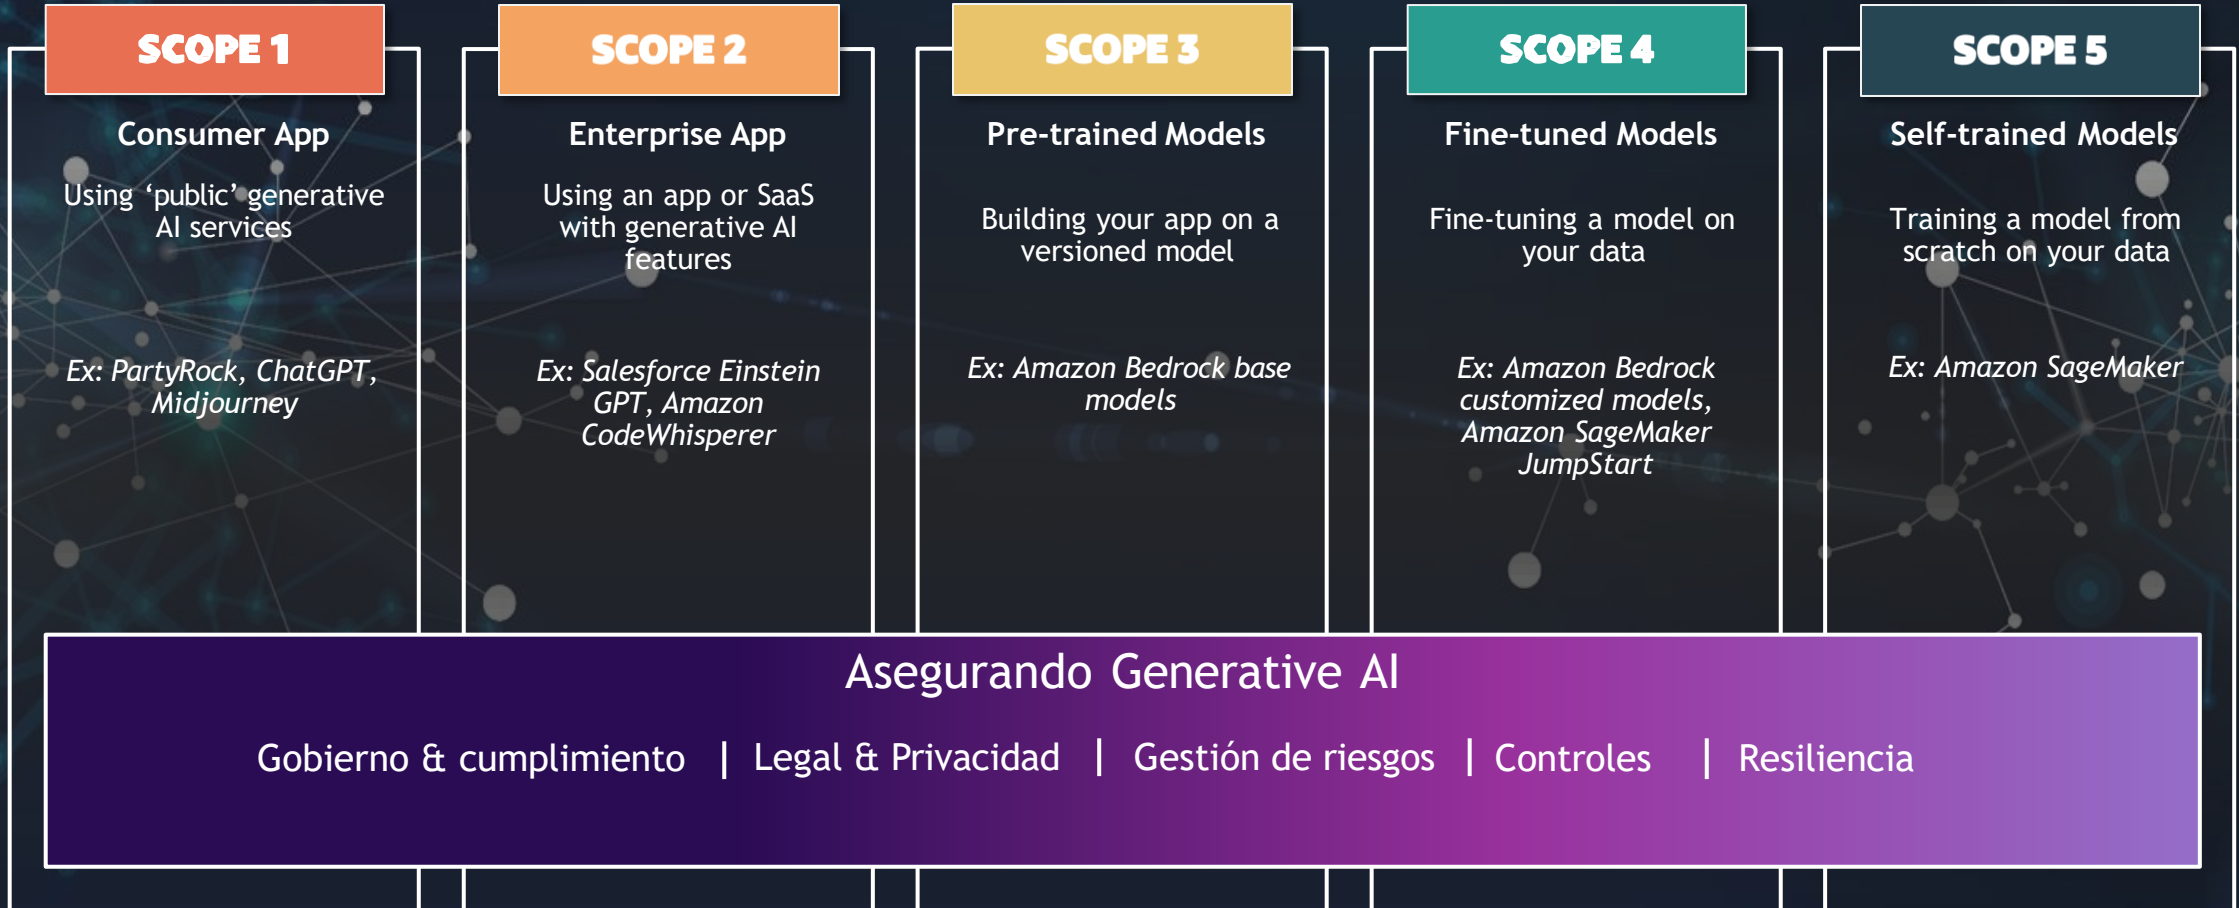 SCOPE 1
Consumer App
Using ‘public’ generative
AI services
Ex: PartyRock, ChatGPT,
Midjourney
SCOPE 2
Enterprise App
Using an app or SaaS
with generative AI
features
Ex: Salesforce Einstein
GPT, Amazon
CodeWhisperer
SCOPE 3
Pre-trained Models
Building your app on a
versioned model
Ex: Amazon Bedrock base
models
SCOPE 4
Fine-tuned Models
Fine-tuning a model on
your data
Ex: Amazon Bedrock
customized models,
Amazon SageMaker
JumpStart
SCOPE 5
Self-trained Models
Training a model from
scratch on your data
Ex: Amazon SageMaker
Asegurando Generative AI
Gobierno & cumplimiento | Legal & Privacidad | Gestión de riesgos | Controles | Resiliencia